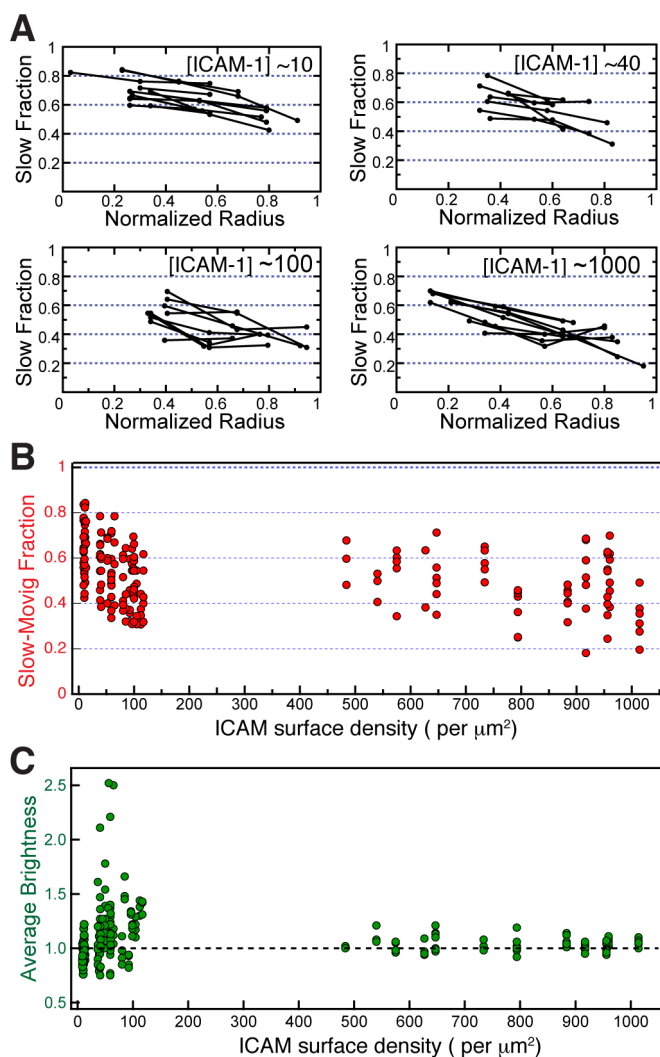 A
[ICAM-1] ~10
Slow Fraction
0.8
0.6
0.4
0.2
0 0.2 0.4 0.6 0.8 1
Normalized Radius
[ICAM-1] ~40
Slow Fraction
0.8
0.6
0.4
0.2
0 0.2 0.4 0.6 0.8 1
Normalized Radius
[ICAM-1] ~100
Slow Fraction
0.8
0.6
0.4
0.2
0 0.2 0.4 0.6 0.8 1
Normalized Radius
[ICAM-1] ~1000
Slow Fraction
0.8
0.6
0.4
0.2
0 0.2 0.4 0.6 0.8 1
Normalized Radius
B
Slow-Movig Fraction
1
0.8
0.6
0.4
0.2
0
0 100 200 300 400 500 600 700 800 900 1000
ICAM surface density ( per μm²)
C
Average Brightness
2.5
2.0
1.5
1.0
0.5
0 100 200 300 400 500 600 700 800 900 1000
ICAM surface density ( per μm²)